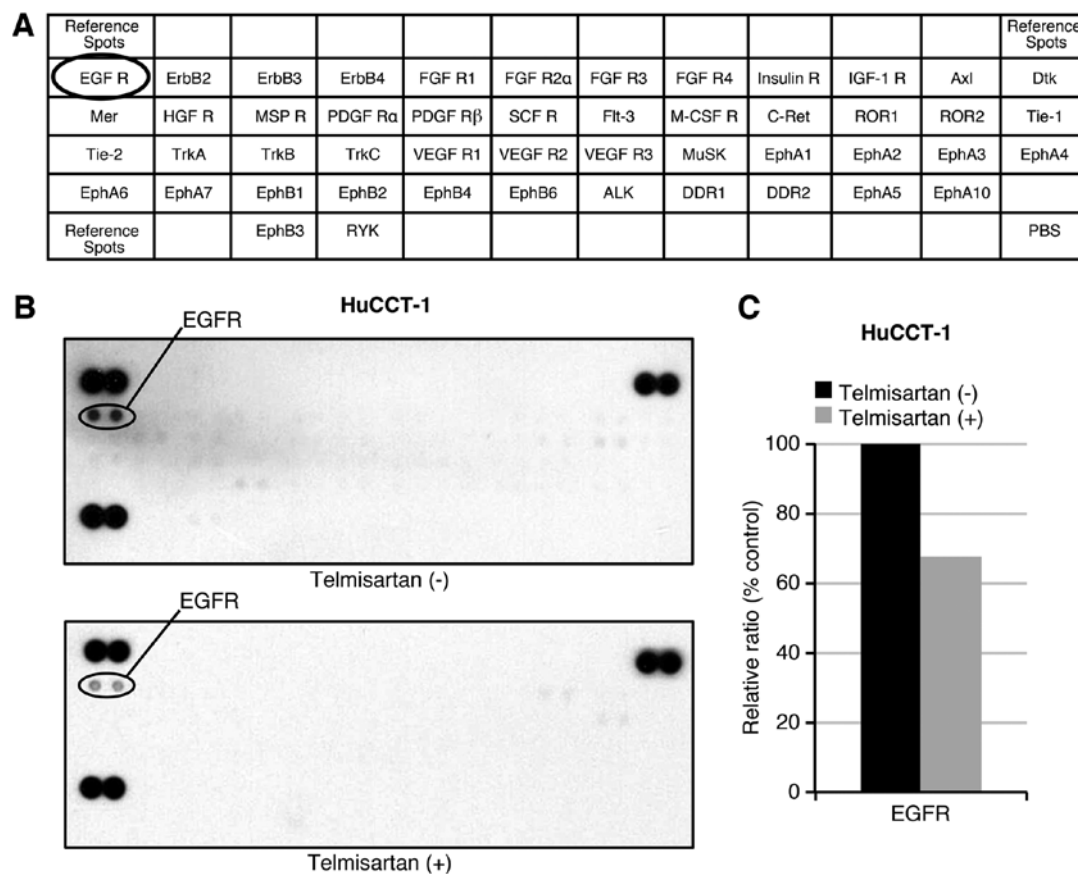 A
Reference Spots Reference Spots
EGF R ErbB2 ErbB3 ErbB4 FGF R1 FGF R2α FGF R3 FGF R4 Insulin R IGF-1 R Axl Dtk
Mer HGF R MSP R PDGF Rα PDGF Rβ SCF R Flt-3 M-CSF R C-Ret ROR1 ROR2 Tie-1
Tie-2 TrkA TrkB TrkC VEGF R1 VEGF R2 VEGF R3 MuSK EphA1 EphA2 EphA3 EphA4
EphA6 EphA7 EphB1 EphB2 EphB4 EphB6 ALK DDR1 DDR2 EphA5 EphA10
Reference Spots EphB3 RYK PBS
B
HuCCT-1
EGFR
Telmisartan (-)
EGFR
Telmisartan (+)
C
HuCCT-1
Telmisartan (-)
Telmisartan (+)
Relative ratio (% control)
100
80
60
40
20
0
EGFR